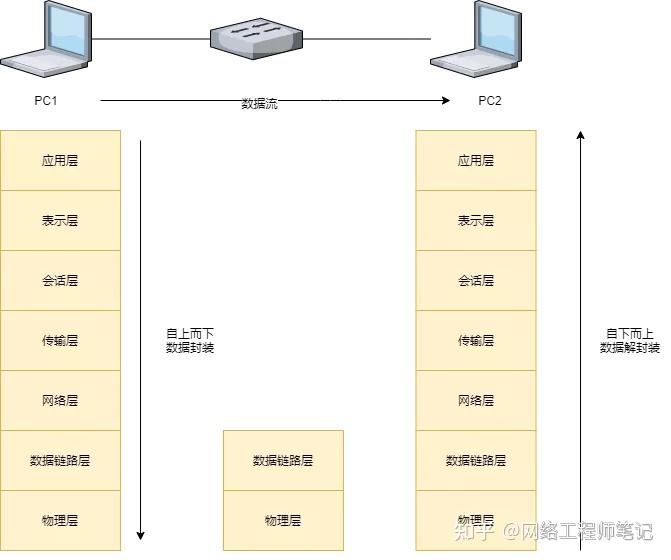 PC1
数据流
PC2
应用层
表示层
会话层
传输层
网络层
数据链路层
物理层
自上而下
数据封装
数据链路层
物理层
应用层
表示层
会话层
传输层
网络层
数据链路层
物理层
自下而上
数据解封装
知乎 @网络工程师笔记